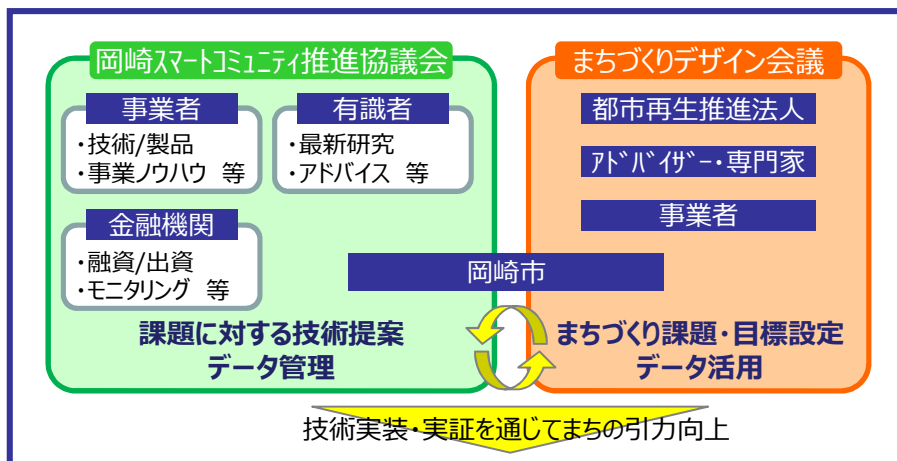 岡崎ｽﾏｰﾄｺﾐｭﾆﾃｨ推進協議会
事業者
・技術/製品
・事業ノウハウ 等
有識者
・最新研究
・アドバイス 等
金融機関
・融資/出資
・モニタリング 等
まちづくりデザイン会議
都市再生推進法人
ｱﾄﾞﾊﾞｲｻﾞｰ・専門家
事業者
岡崎市
課題に対する技術提案
データ管理
まちづくり課題・目標設定
データ活用
技術実装・実証を通じてまちの引力向上